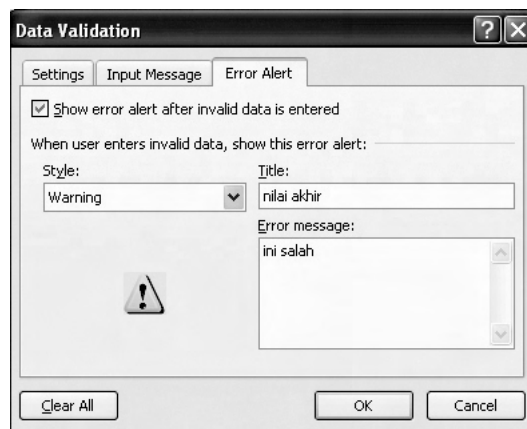 Data Validation
Settings Input Message Error Alert
Show error alert after invalid data is entered
When user enters invalid data, show this error alert:
Style: Title:
Warning nilai akhir
Error message:
ini salah
Clear All OK Cancel